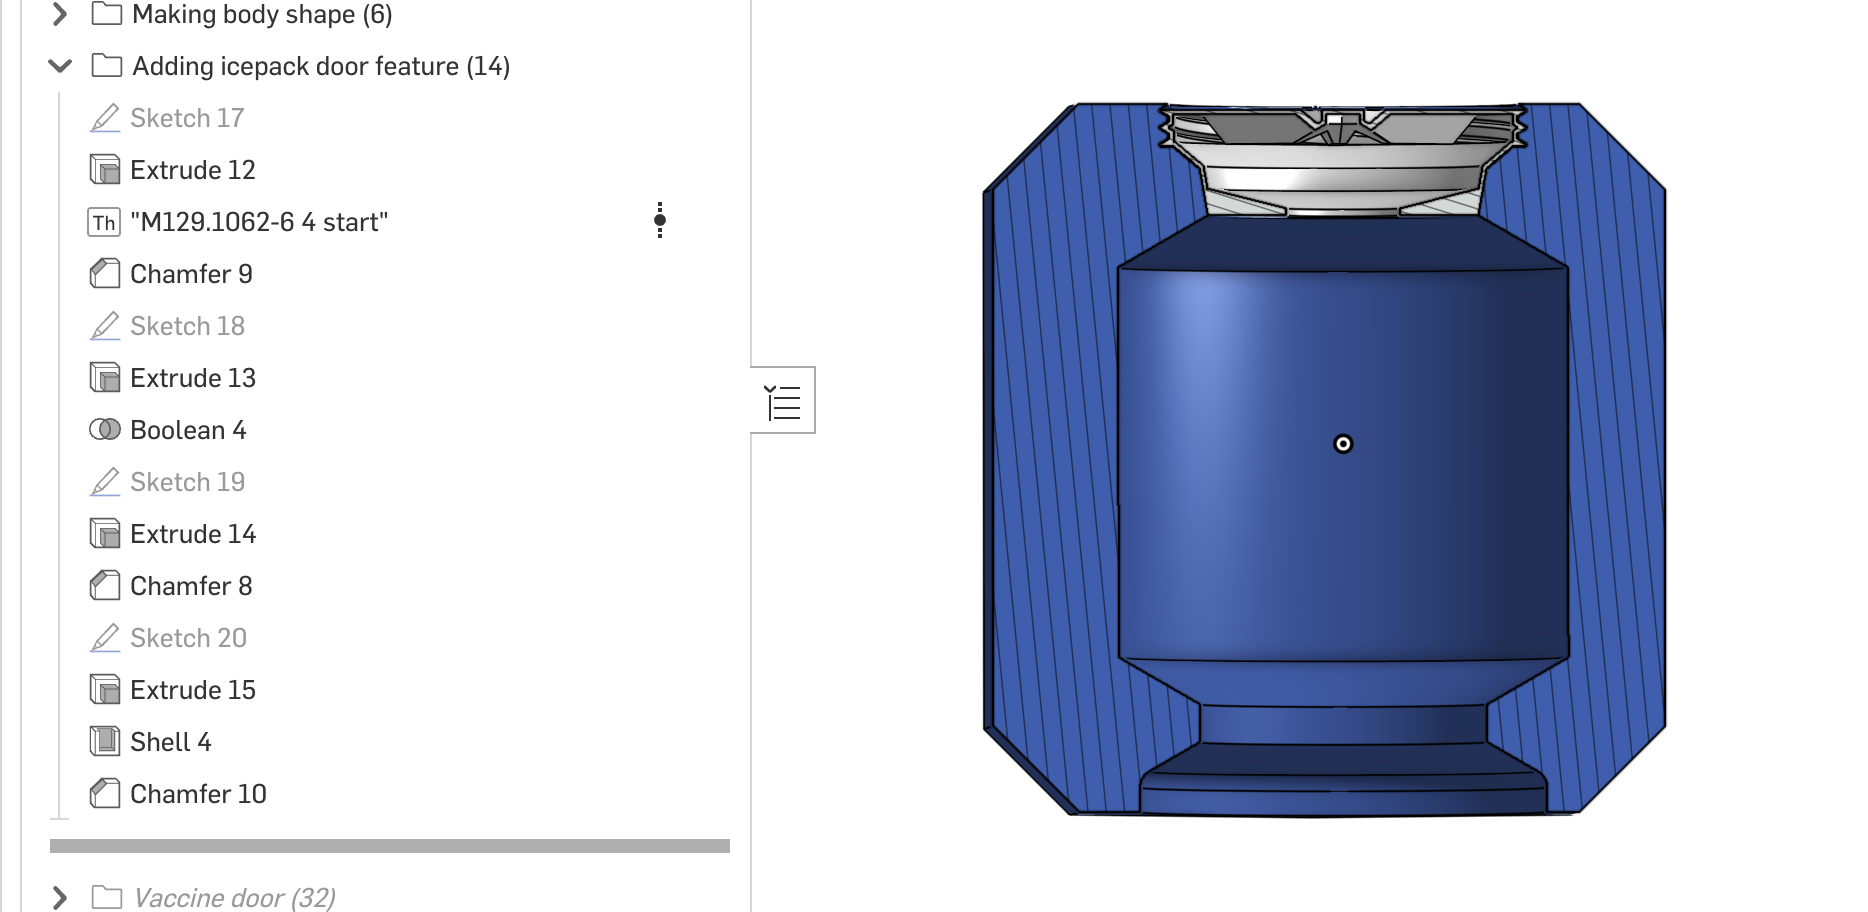 Making body shape (6)
Adding icepack door feature (14)
Sketch 17
Extrude 12
Th "M129.1062-6 4 start"
Chamfer 9
Sketch 18
Extrude 13
Boolean 4
Sketch 19
Extrude 14
Chamfer 8
Sketch 20
Extrude 15
Shell 4
Chamfer 10
Vaccine door (32)